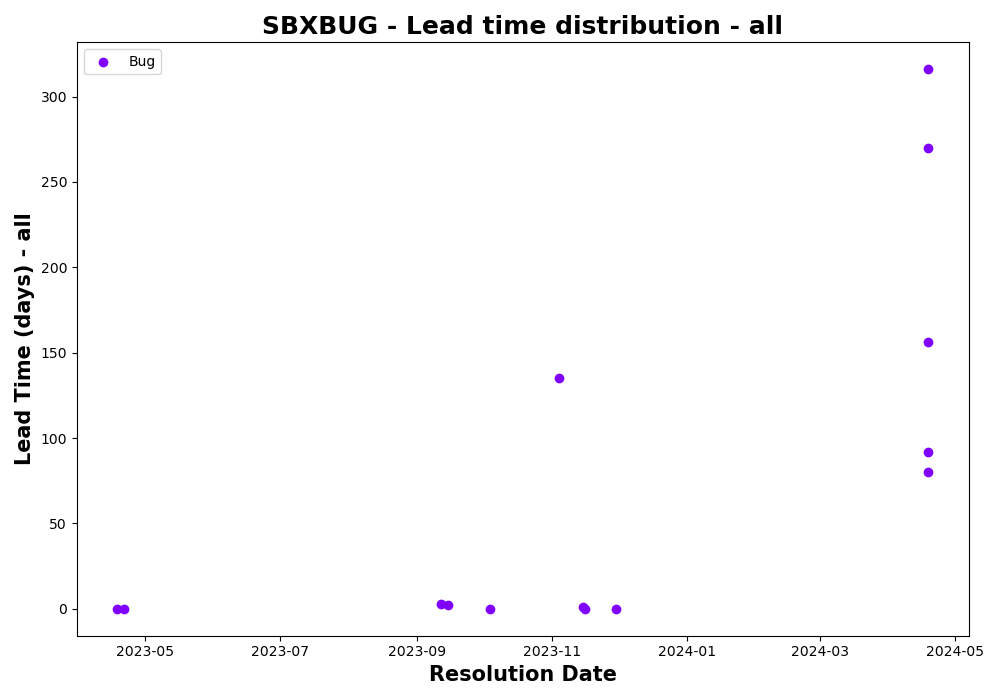 SBXBUG - Lead time distribution - all
Bug
Lead Time (days) - all
300
250
200
150
100
50
0
2023-05 2023-07 2023-09 2023-11 2024-01 2024-03 2024-05
Resolution Date